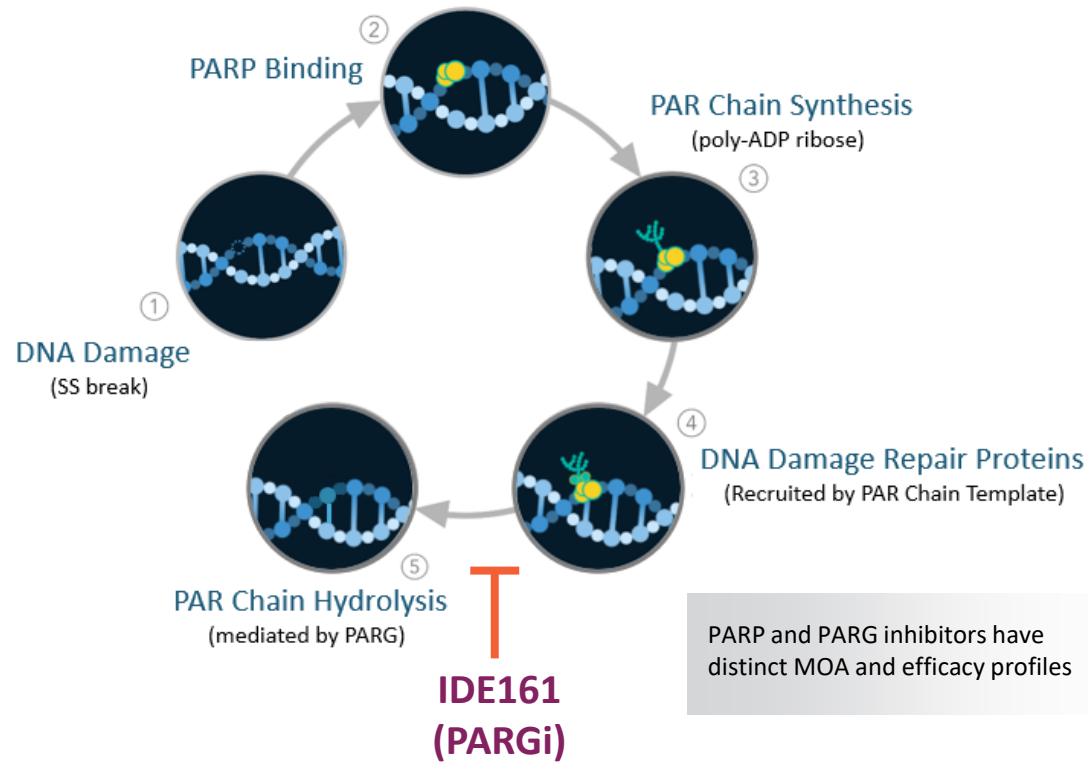 ①
DNA Damage
(SS break)
②
PARP Binding
PAR Chain Synthesis
(poly-ADP ribose)
③
④
DNA Damage Repair Proteins
(Recruited by PAR Chain Template)
⑤
PAR Chain Hydrolysis
(mediated by PARG)
IDE161
(PARGi)
PARP and PARG inhibitors have
distinct MOA and efficacy profiles